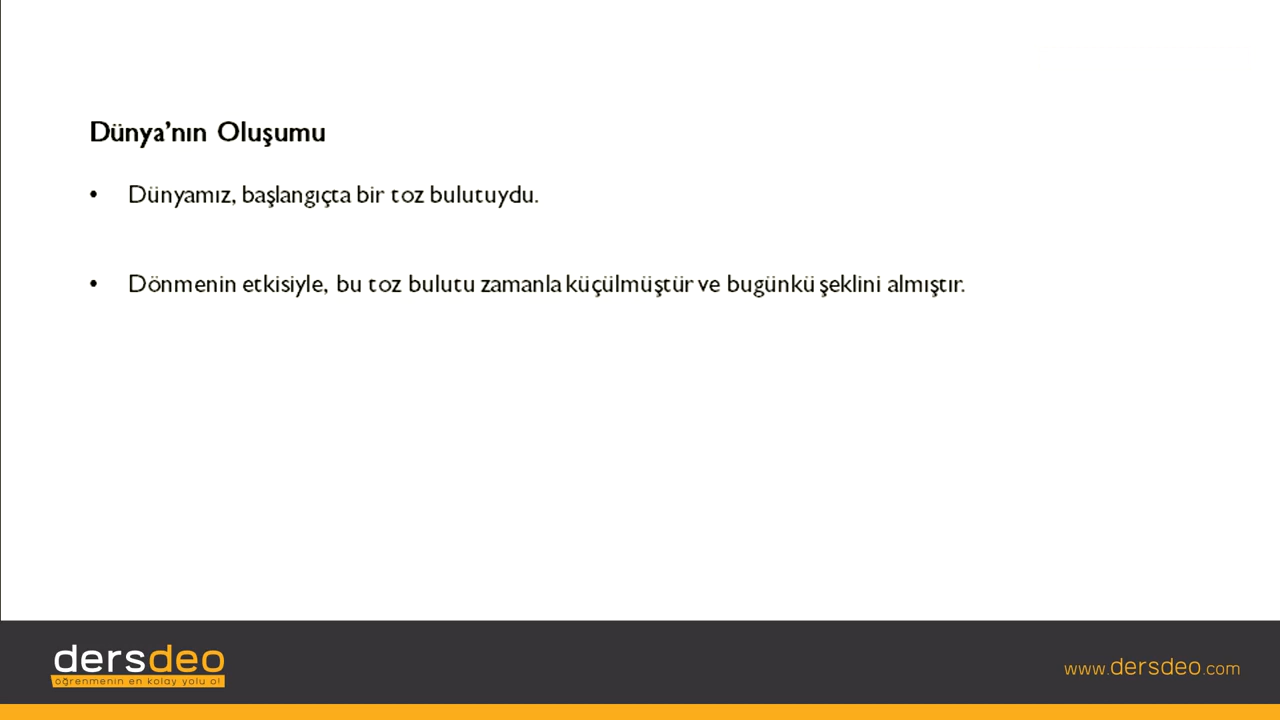 Dünya’nın Oluşumu
• Dünyamız, başlangıçta bir toz bulutuydu.
• Dönmenin etkisiyle, bu toz bulutu zamanla küçülmüştür ve bugünkü şeklini almıştır.
dersdeo
öğrenmenin en kolay yolu o!
www.dersdeo.com